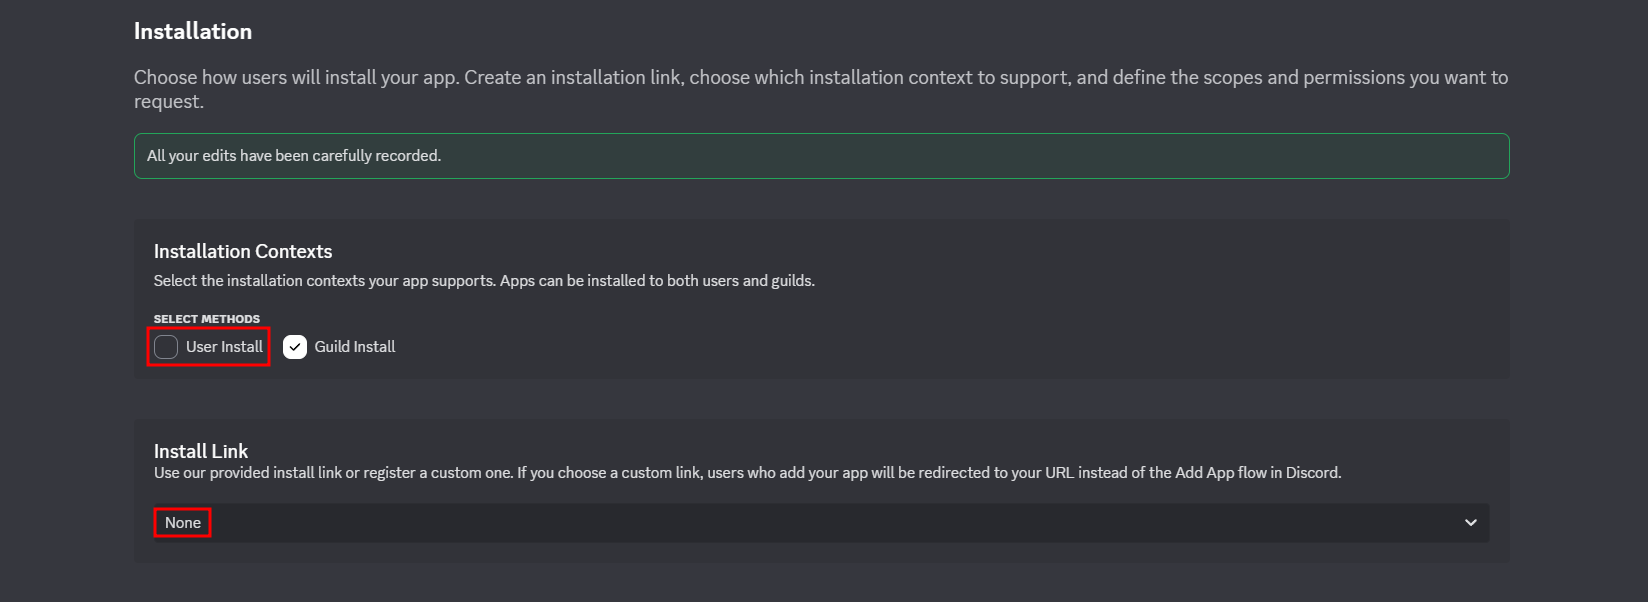 Installation
Choose how users will install your app. Create an installation link, choose which installation context to support, and define the scopes and permissions you want to
request.
All your edits have been carefully recorded.
Installation Contexts
Select the installation contexts your app supports. Apps can be installed to both users and guilds.
SELECT METHODS
User Install Guild Install
Install Link
Use our provided install link or register a custom one. If you choose a custom link, users who add your app will be redirected to your URL instead of the Add App flow in Discord.
None